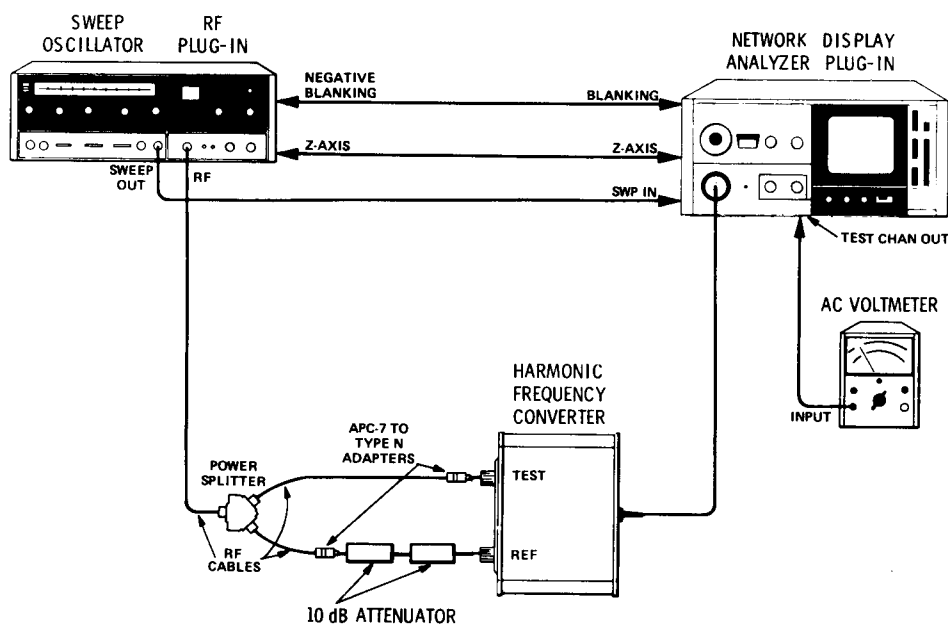 SWEEP
OSCILLATOR
RF
PLUG-IN
NETWORK
ANALYZER
DISPLAY
PLUG-IN
NEGATIVE
BLANKING
BLANKING
Z-AXIS
Z-AXIS
SWEEP
OUT
RF
SWP IN
TEST CHAN OUT
AC VOLTMETER
INPUT
HARMONIC
FREQUENCY
CONVERTER
APC-7 TO
TYPE N
ADAPTERS
POWER
SPLITTER
TEST
REF
RF
CABLES
10 dB ATTENUATOR